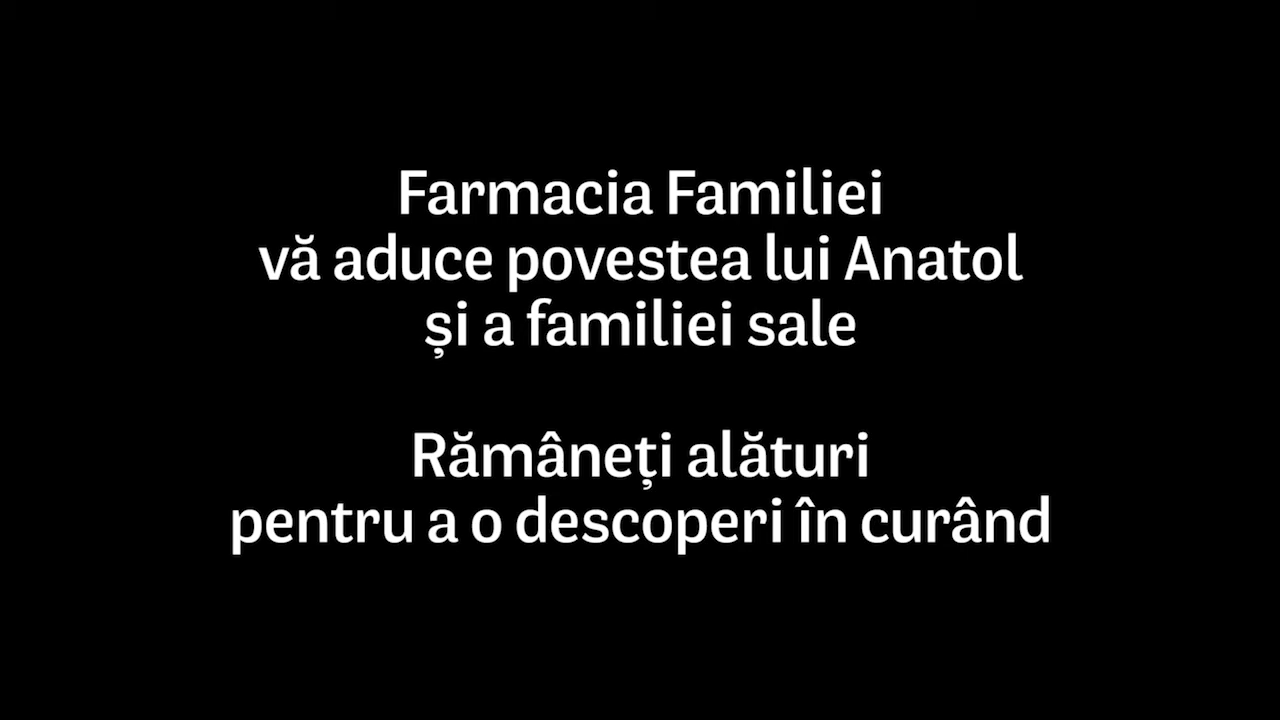 Farmacia Familiei
vă aduce povestea lui Anatol
și a familiei sale
Rămâneți alături
pentru a o descoperi în curând